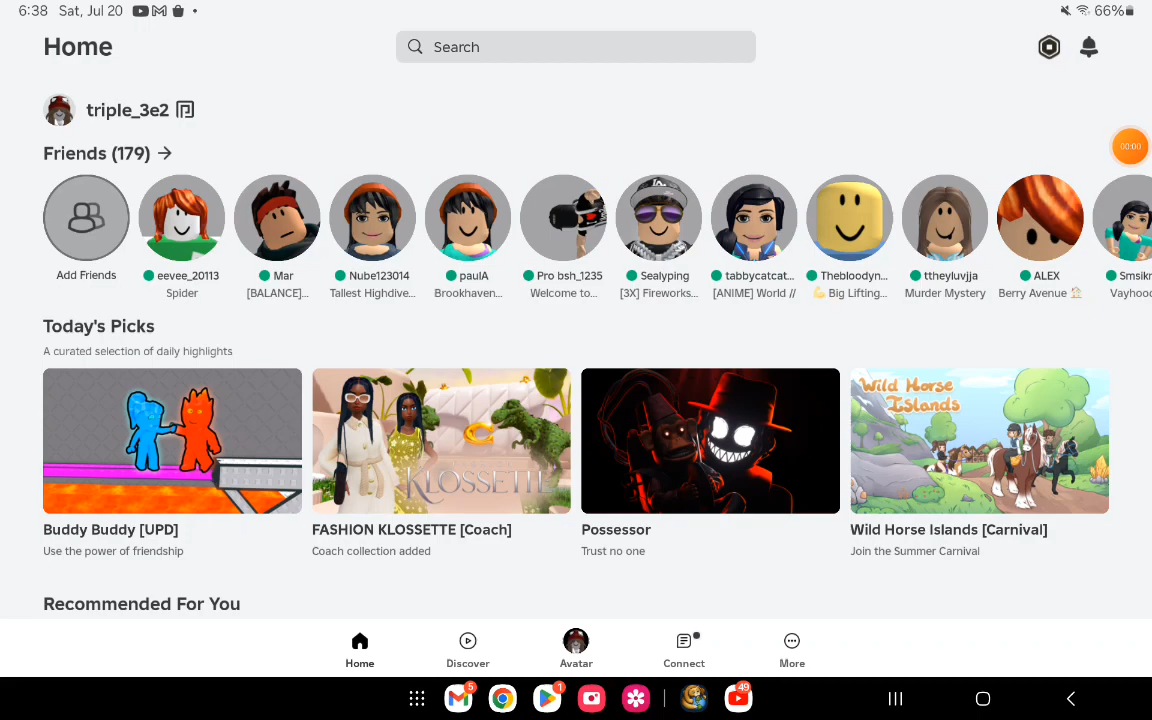 6:38 Sat, Jul 20
66%
Home
Search
triple_3e2
Friends (179)
00:00
Add Friends
eevee_20113
Mar
Nube123014
paulA
Pro bsh_1235
Sealyping
tabbycatcat...
Thebloodyn...
ttheyluvjja
ALEX
Smsikr
Spider
[BALANCE]...
Tallest Highdive...
Brookhaven...
Welcome to...
[3X] Fireworks...
[ANIME] World //
💪 Big Lifting...
Murder Mystery
Berry Avenue 🏠
Vayhood
Today's Picks
A curated selection of daily highlights
KLOSSETTE
Wild Horse
Islands
Buddy Buddy [UPD]
FASHION KLOSSETTE [Coach]
Possessor
Wild Horse Islands [Carnival]
Use the power of friendship
Coach collection added
Trust no one
Join the Summer Carnival
Recommended For You
Home
Discover
Avatar
Connect
More
5
1
49